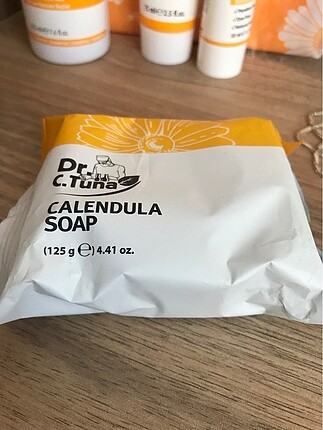 Dr.
C.Tuna
CALENDULA
SOAP
(125 g ℮) 4.41 oz.